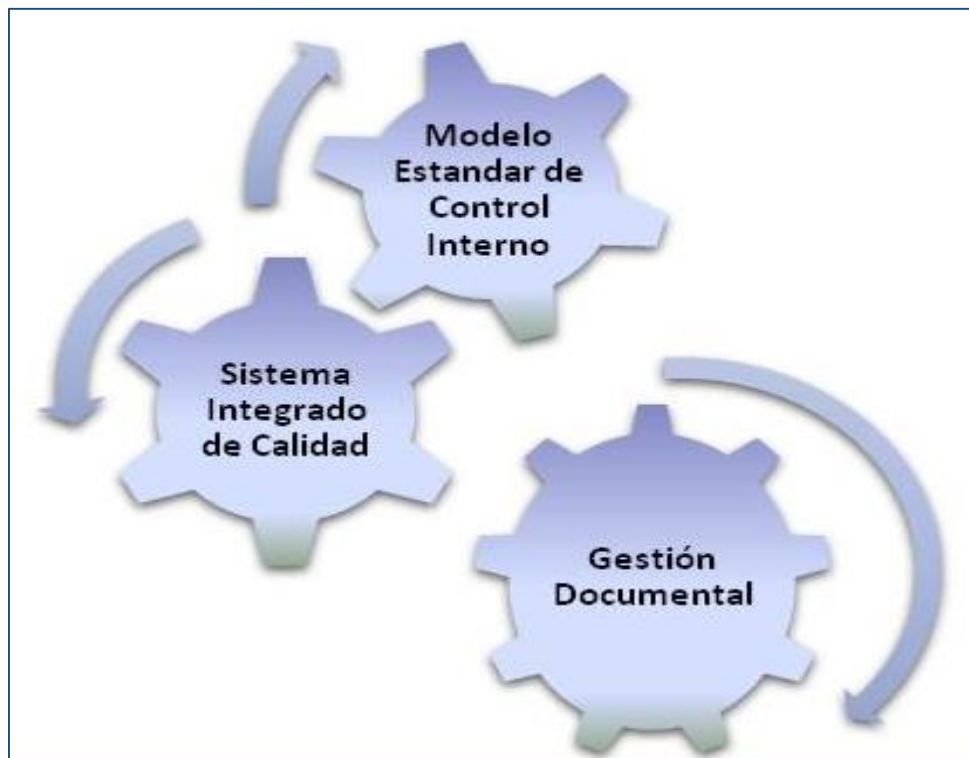 Modelo
Estandar de
Control
Interno
Sistema
Integrado
de Calidad
Gestión
Documental